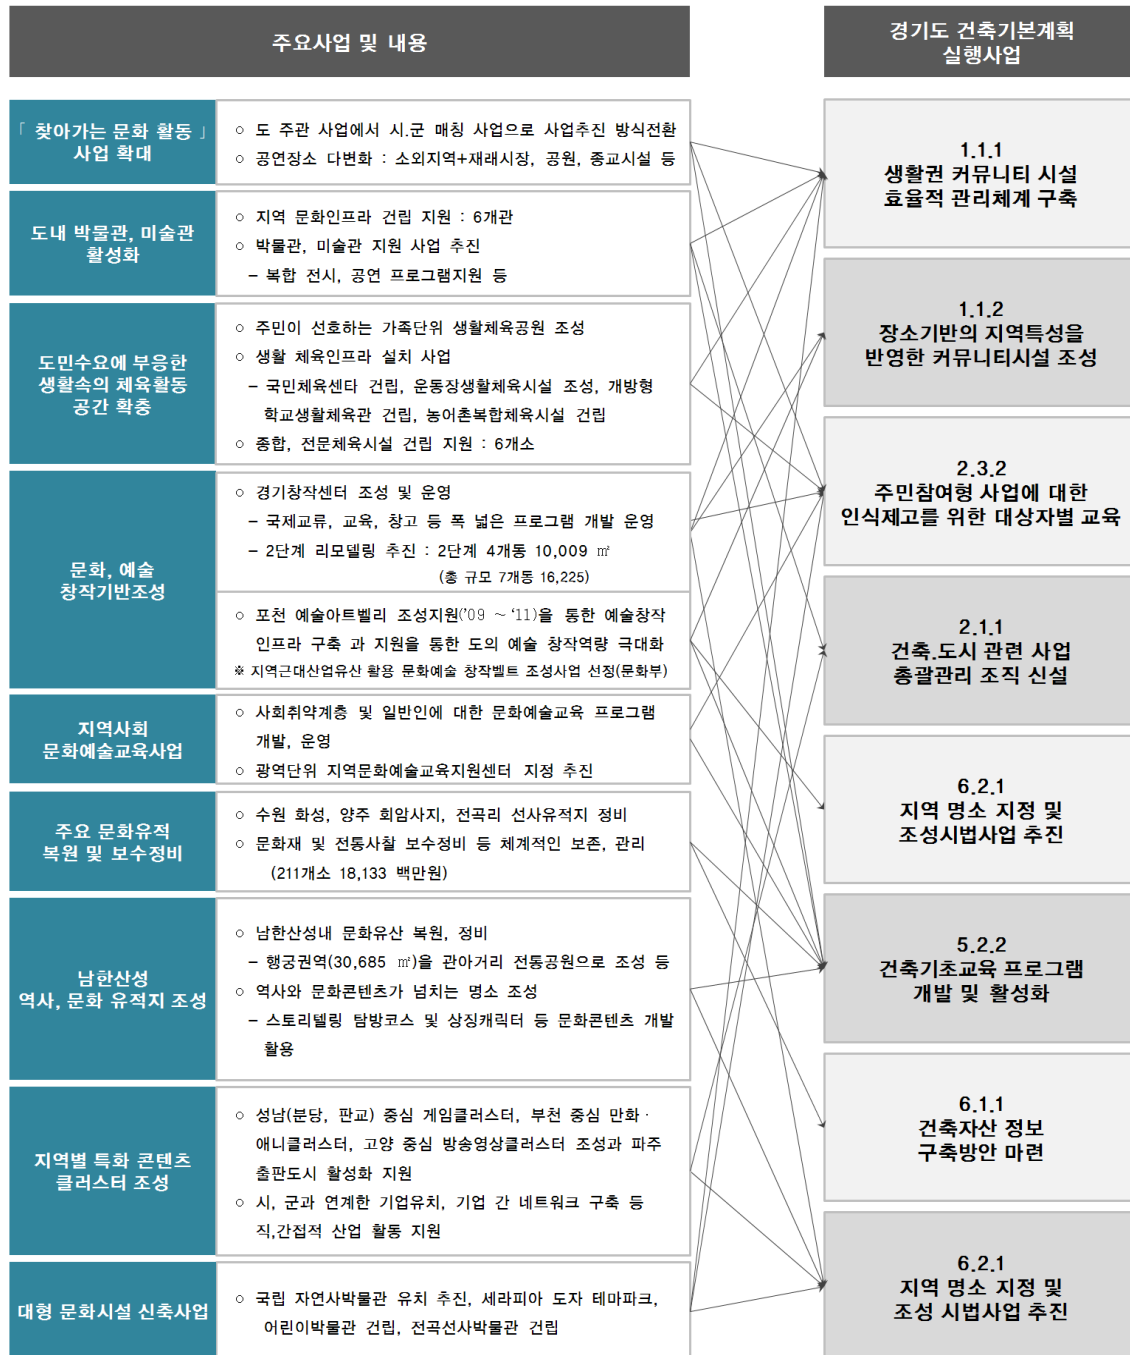 주요사업 및 내용
경기도 건축기본계획
실행사업
「 찾아가는 문화 활동 」
사업 확대
○ 도 주관 사업에서 시.군 매칭 사업으로 사업추진 방식전환
○ 공연장소 다변화 : 소외지역+재래시장, 공원, 종교시설 등
도내 박물관, 미술관
활성화
○ 지역 문화인프라 건립 지원 : 6개관
○ 박물관, 미술관 지원 사업 추진
– 복합 전시, 공연 프로그램지원 등
도민수요에 부응한
생활속의 체육활동
공간 확충
○ 주민이 선호하는 가족단위 생활체육공원 조성
○ 생활 체육인프라 설치 사업
– 국민체육센타 건립, 운동장생활체육시설 조성, 개방형
학교생활체육관 건립, 농어촌복합체육시설 건립
○ 종합, 전문체육시설 건립 지원 : 6개소
문화, 예술
창작기반조성
○ 경기창작센터 조성 및 운영
– 국제교류, 교육, 창고 등 폭 넓은 프로그램 개발 운영
– 2단계 리모델링 추진 : 2단계 4개동 10,009 ㎡
(총 규모 7개동 16,225)
○ 포천 예술아트벨리 조성지원('09 ~ '11)을 통한 예술창작
인프라 구축 과 지원을 통한 도의 예술 창작역량 극대화
※ 지역근대산업유산 활용 문화예술 창작벨트 조성사업 선정(문화부)
지역사회
문화예술교육사업
○ 사회취약계층 및 일반인에 대한 문화예술교육 프로그램
개발, 운영
○ 광역단위 지역문화예술교육지원센터 지정 추진
주요 문화유적
복원 및 보수정비
○ 수원 화성, 양주 회암사지, 전곡리 선사유적지 정비
○ 문화재 및 전통사찰 보수정비 등 체계적인 보존, 관리
(211개소 18,133 백만원)
남한산성
역사, 문화 유적지 조성
○ 남한산성내 문화유산 복원, 정비
– 행궁권역(30,685 ㎡)을 관아거리 전통공원으로 조성 등
○ 역사와 문화콘텐츠가 넘치는 명소 조성
– 스토리텔링 탐방코스 및 상징캐릭터 등 문화콘텐츠 개발
활용
지역별 특화 콘텐츠
클러스터 조성
○ 성남(분당, 판교) 중심 게임클러스터, 부천 중심 만화·
애니클러스터, 고양 중심 방송영상클러스터 조성과 파주
출판도시 활성화 지원
○ 시, 군과 연계한 기업유치, 기업 간 네트워크 구축 등
직,간접적 산업 활동 지원
대형 문화시설 신축사업
○ 국립 자연사박물관 유치 추진, 세라피아 도자 테마파크,
어린이박물관 건립, 전곡선사박물관 건립
1.1.1
생활권 커뮤니티 시설
효율적 관리체계 구축
1.1.2
장소기반의 지역특성을
반영한 커뮤니티시설 조성
2.3.2
주민참여형 사업에 대한
인식제고를 위한 대상자별 교육
2.1.1
건축.도시 관련 사업
총괄관리 조직 신설
6.2.1
지역 명소 지정 및
조성시법사업 추진
5.2.2
건축기초교육 프로그램
개발 및 활성화
6.1.1
건축자산 정보
구축방안 마련
6.2.1
지역 명소 지정 및
조성 시법사업 추진